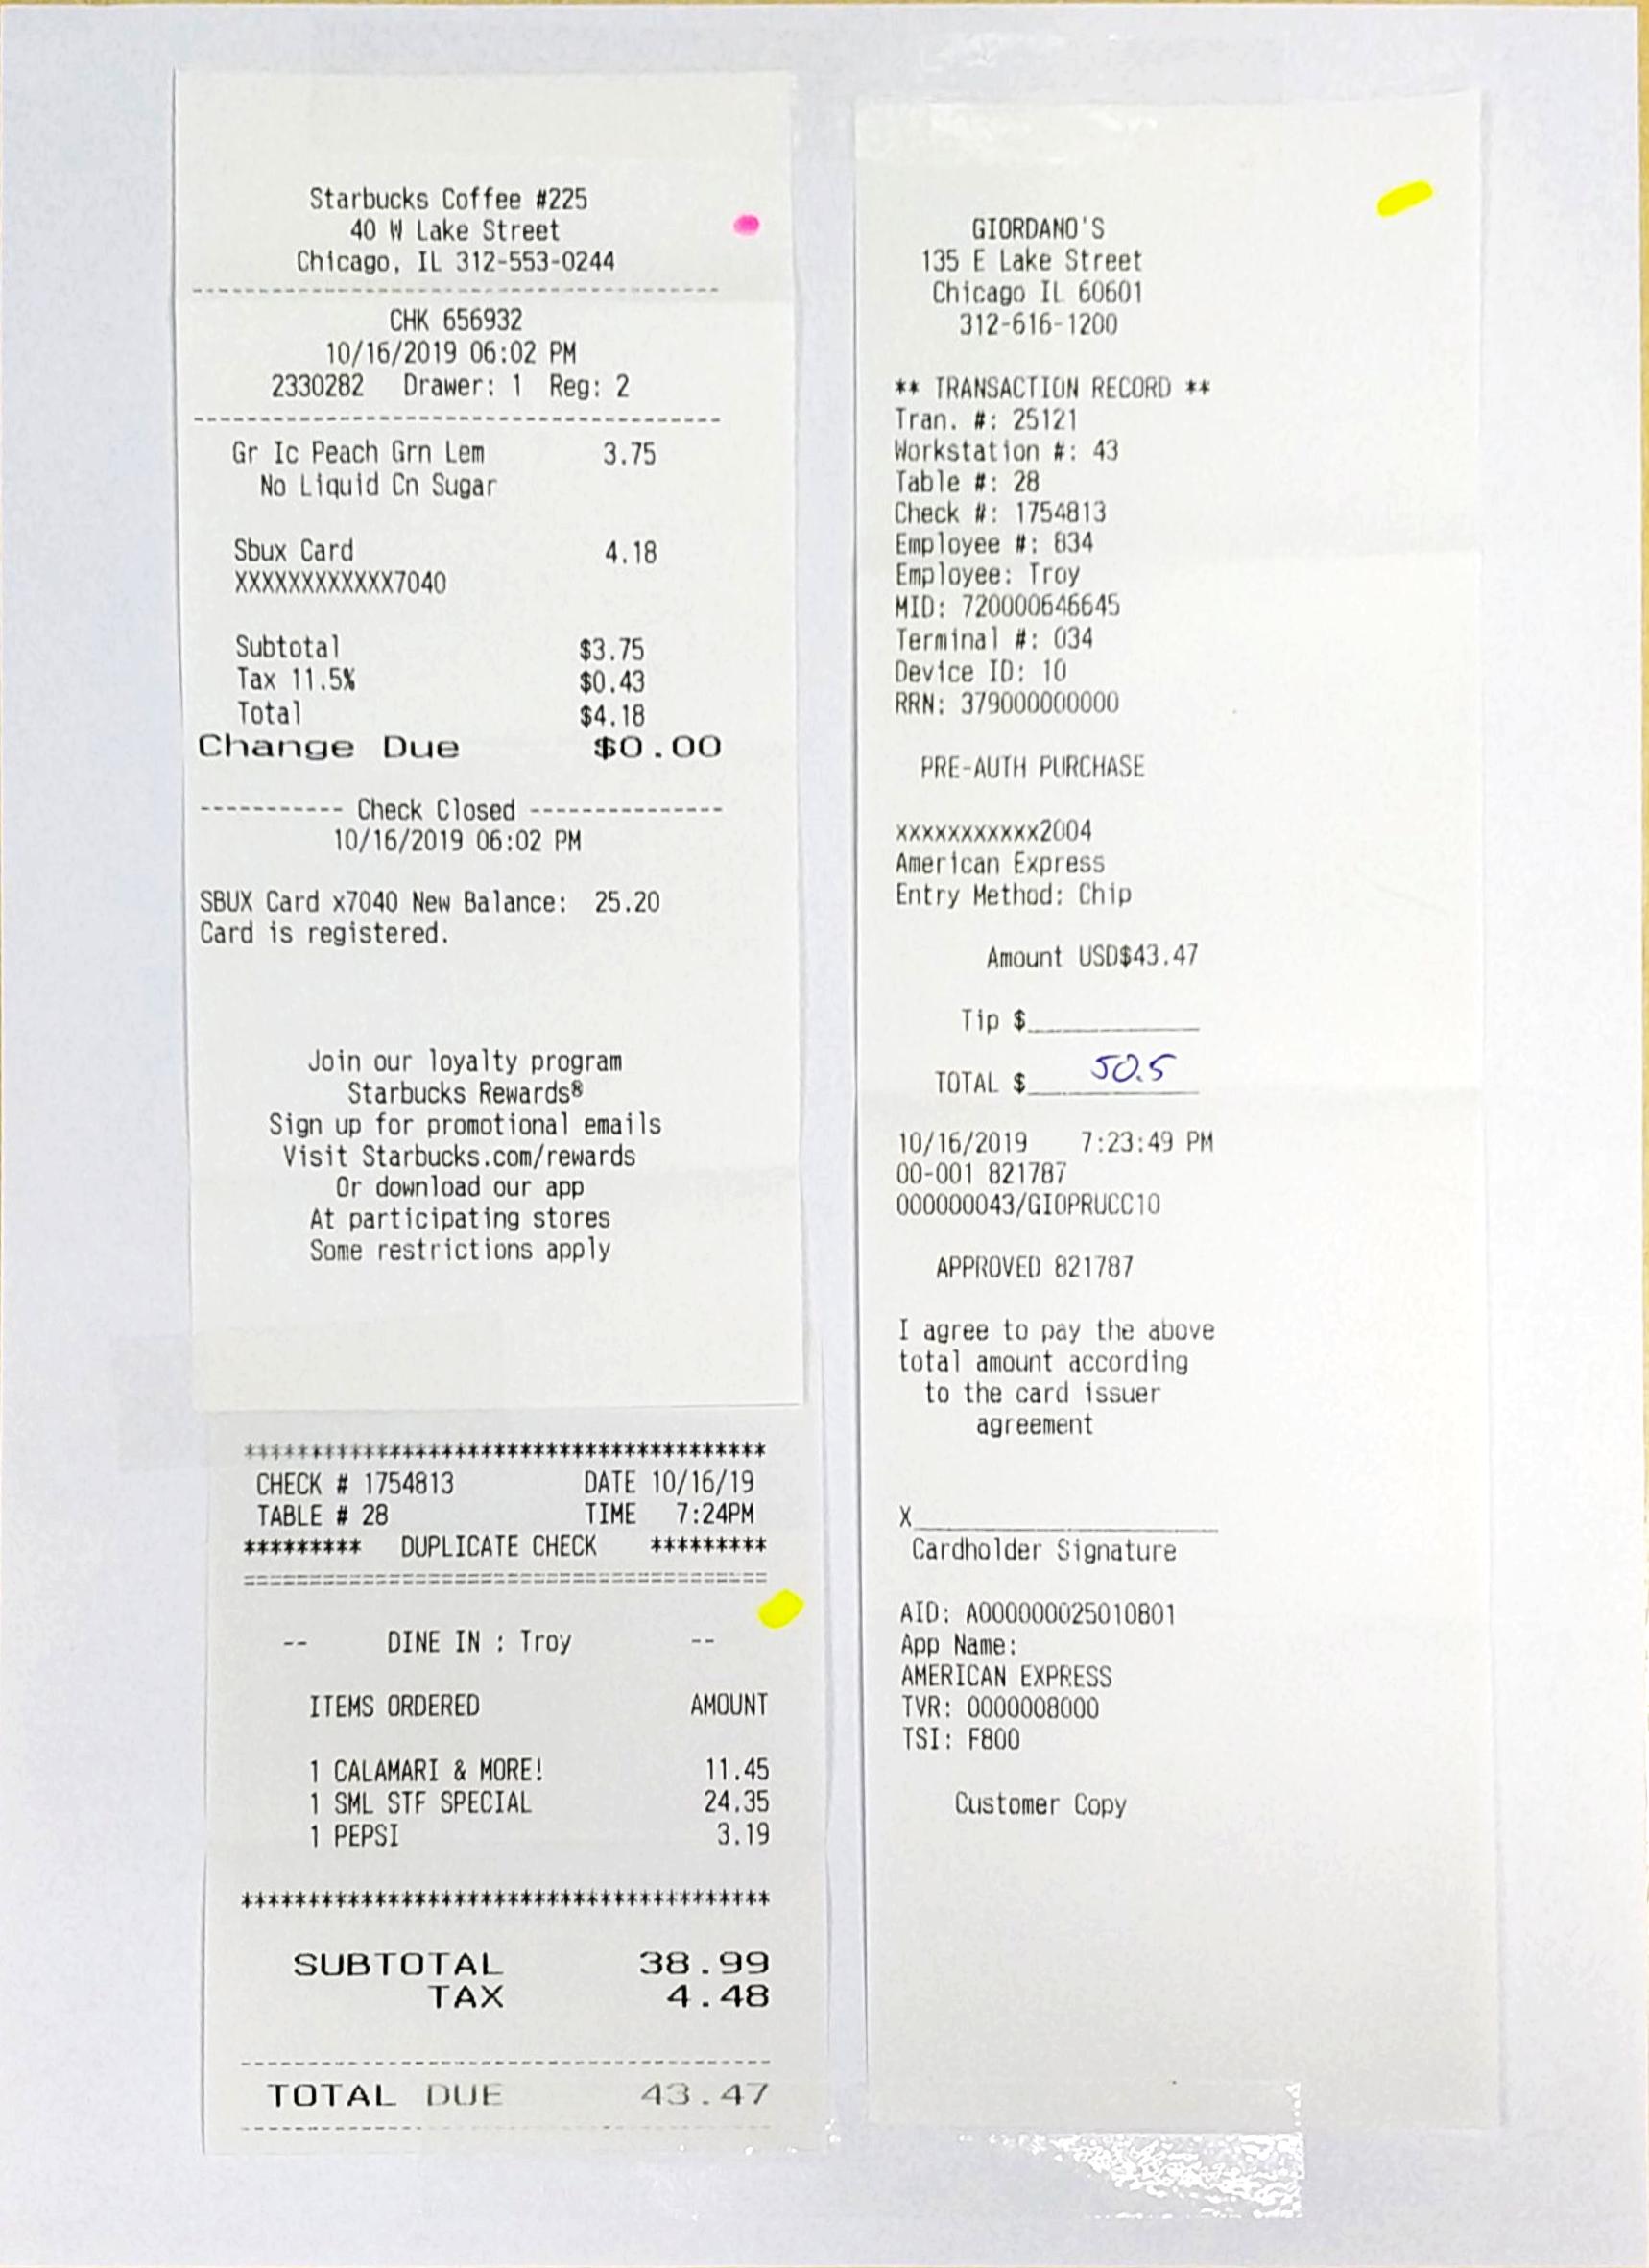 Starbucks Coffee #225
40 W Lake Street
Chicago, IL 312-553-0244
----------------------------------------
CHK 656932
10/16/2019 06:02 PM
2330282 Drawer: 1 Reg: 2
----------------------------------------
Gr Ic Peach Grn Lem 3.75
No Liquid Cn Sugar
Sbux Card 4.18
XXXXXXXXXXXX7040
Subtotal $3.75
Tax 11.5% $0.43
Total $4.18
Change Due $0.00
----------- Check Closed ---------------
10/16/2019 06:02 PM
SBUX Card x7040 New Balance: 25.20
Card is registered.
Join our loyalty program
Starbucks Rewards®
Sign up for promotional emails
Visit Starbucks.com/rewards
Or download our app
At participating stores
Some restrictions apply
****************************************
CHECK # 1754813 DATE 10/16/19
TABLE # 28 TIME 7:24PM
********* DUPLICATE CHECK *********
========================================
-- DINE IN : Troy --
ITEMS ORDERED AMOUNT
1 CALAMARI & MORE! 11.45
1 SML STF SPECIAL 24.35
1 PEPSI 3.19
****************************************
SUBTOTAL 38.99
TAX 4.48
----------------------------------------
TOTAL DUE 43.47
----------------------------------------
GIORDANO'S
135 E Lake Street
Chicago IL 60601
312-616-1200
** TRANSACTION RECORD **
Tran. #: 25121
Workstation #: 43
Table #: 28
Check #: 1754813
Employee #: 834
Employee: Troy
MID: 720000646645
Terminal #: 034
Device ID: 10
RRN: 379000000000
PRE-AUTH PURCHASE
xxxxxxxxxxx2004
American Express
Entry Method: Chip
Amount USD$43.47
Tip $_____________
TOTAL $ 50.5
10/16/2019 7:23:49 PM
00-001 821787
000000043/GIOPRUCC10
APPROVED 821787
I agree to pay the above
total amount according
to the card issuer
agreement
X_______________________
Cardholder Signature
AID: A000000025010801
App Name:
AMERICAN EXPRESS
TVR: 0000008000
TSI: F800
Customer Copy